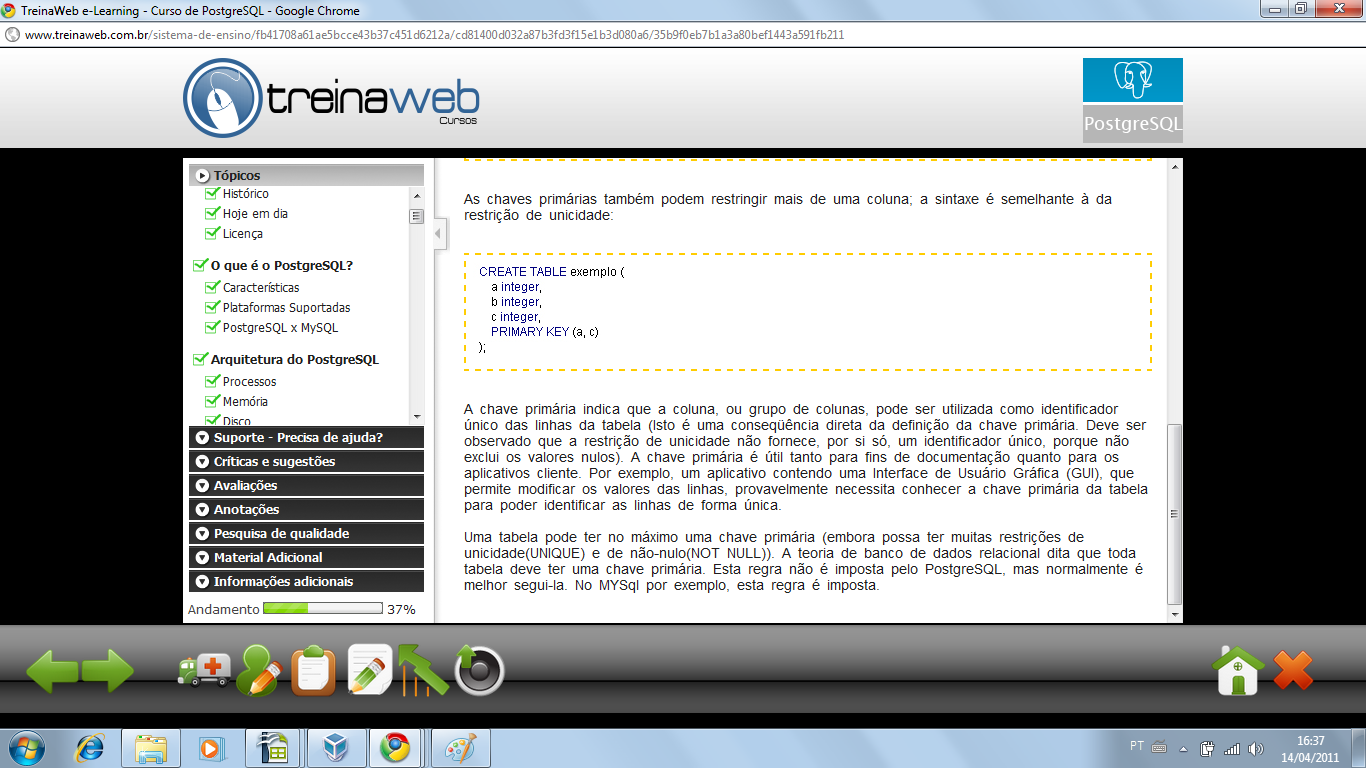 TreinaWeb e-Learning - Curso de PostgreSQL - Google Chrome
www.treinaweb.com.br/sistema-de-ensino/fb41708a61ae5bcce43b37c451d6212a/cd81400d032a87b3fd3f15e1b3d080a6/35b9f0eb7b1a3a80bef1443a591fb211
treinaweb
Cursos
PostgreSQL
Tópicos
Histórico
Hoje em dia
Licença
O que é o PostgreSQL?
Características
Plataformas Suportadas
PostgreSQL x MySQL
Arquitetura do PostgreSQL
Processos
Memória
Disco
Suporte - Precisa de ajuda?
Críticas e sugestões
Avaliações
Anotações
Pesquisa de qualidade
Material Adicional
Informações adicionais
Andamento 37%
As chaves primárias também podem restringir mais de uma coluna; a sintaxe é semelhante à da
restrição de unicidade:
CREATE TABLE exemplo (
a integer,
b integer,
c integer,
PRIMARY KEY (a, c)
);
A chave primária indica que a coluna, ou grupo de colunas, pode ser utilizada como identificador
único das linhas da tabela (Isto é uma conseqüência direta da definição da chave primária. Deve ser
observado que a restrição de unicidade não fornece, por si só, um identificador único, porque não
exclui os valores nulos). A chave primária é útil tanto para fins de documentação quanto para os
aplicativos cliente. Por exemplo, um aplicativo contendo uma Interface de Usuário Gráfica (GUI), que
permite modificar os valores das linhas, provavelmente necessita conhecer a chave primária da tabela
para poder identificar as linhas de forma única.
Uma tabela pode ter no máximo uma chave primária (embora possa ter muitas restrições de
unicidade(UNIQUE) e de não-nulo(NOT NULL)). A teoria de banco de dados relacional dita que toda
tabela deve ter uma chave primária. Esta regra não é imposta pelo PostgreSQL, mas normalmente é
melhor segui-la. No MYSql por exemplo, esta regra é imposta.
PT
16:37
14/04/2011